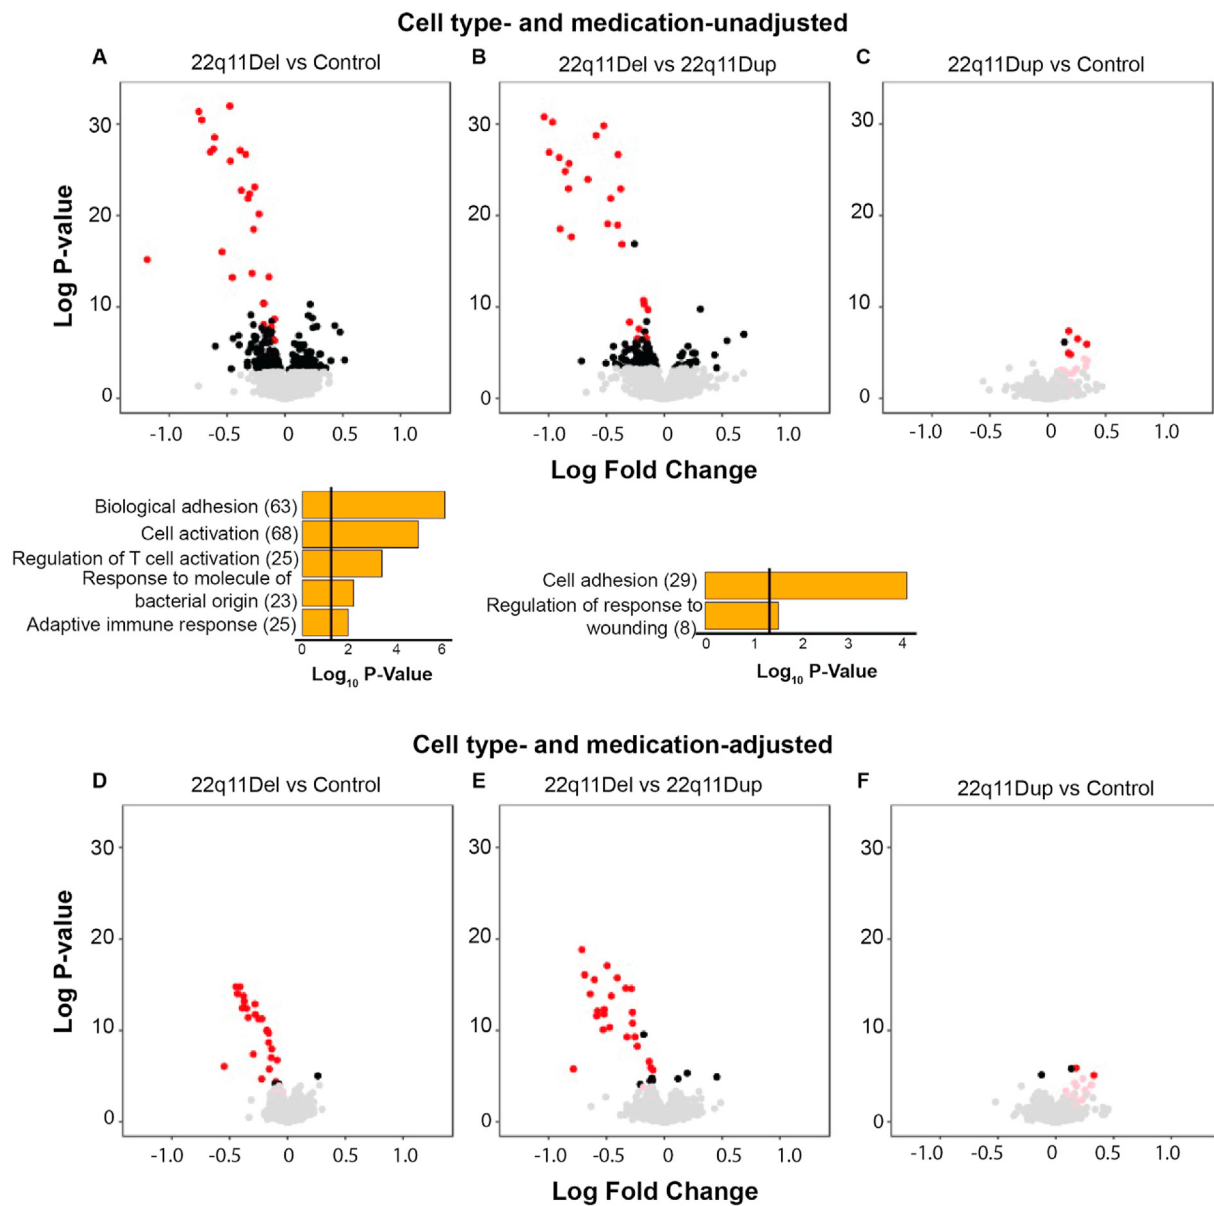 Cell type- and medication-unadjusted
A
22q11Del vs Control
B
22q11Del vs 22q11Dup
C
22q11Dup vs Control
Log P-value
30
20
10
0
30
20
10
0
30
20
10
0
-1.0 -0.5 0 0.5 1.0
-1.0 -0.5 0 0.5 1.0
-1.0 -0.5 0 0.5 1.0
Log Fold Change
Biological adhesion (63)
Cell activation (68)
Regulation of T cell activation (25)
Response to molecule of
bacterial origin (23)
Adaptive immune response (25)
0 2 4 6
Log10 P-Value
Cell adhesion (29)
Regulation of response to
wounding (8)
0 1 2 3 4
Log10 P-Value
Cell type- and medication-adjusted
D
22q11Del vs Control
E
22q11Del vs 22q11Dup
F
22q11Dup vs Control
Log P-value
30
20
10
0
30
20
10
0
30
20
10
0
-1.0 -0.5 0 0.5 1.0
-1.0 -0.5 0 0.5 1.0
-1.0 -0.5 0 0.5 1.0
Log Fold Change